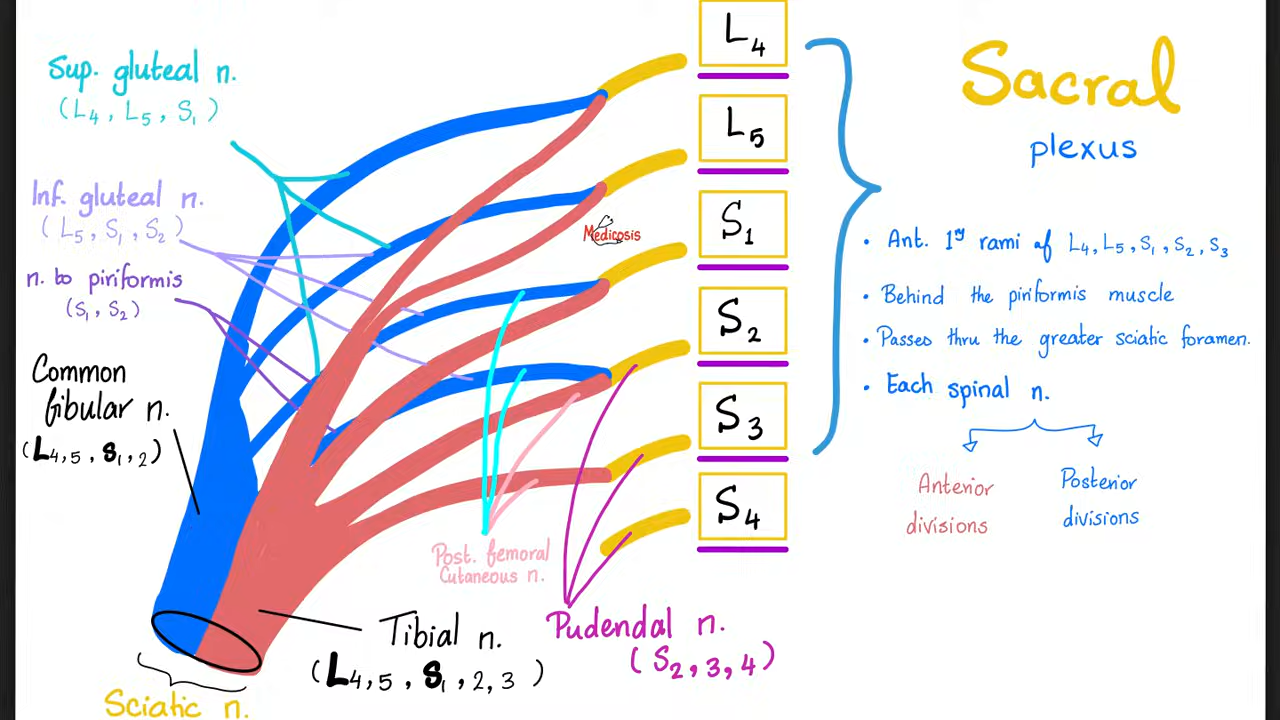 Sup. gluteal n.
(L4, L5, S1)
Inf. gluteal n.
(L5, S1, S2)
n. to piriformis
(S1, S2)
Common
fibular n.
(L4,5, S1,2)
Sciatic n.
Tibial n.
(L4,5, S1, 2, 3)
Post. femoral
Cutaneous n.
Pudendal n.
(S2, 3, 4)
Medicosis
L4
L5
S1
S2
S3
S4
Sacral
plexus
• Ant. 1ry rami of L4, L5, S1, S2, S3
• Behind the piriformis muscle
• Passes thru the greater sciatic foramen.
• Each spinal n.
Anterior
divisions
Posterior
divisions